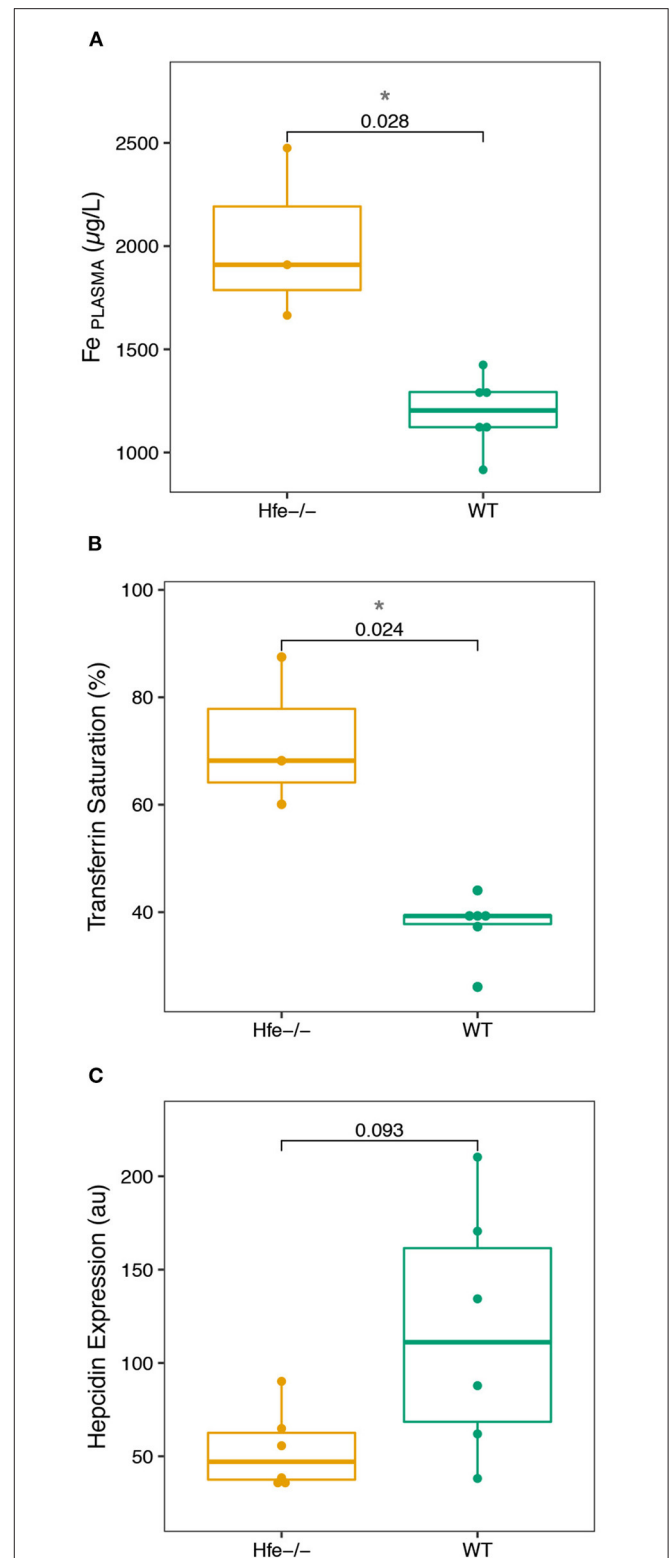 A
*
0.028
2500
2000
1500
1000
Fe PLASMA (µg/L)
Hfe−/−
WT
B
*
0.024
100
80
60
40
Transferrin Saturation (%)
Hfe−/−
WT
C
0.093
200
150
100
50
Hepcidin Expression (au)
Hfe−/−
WT